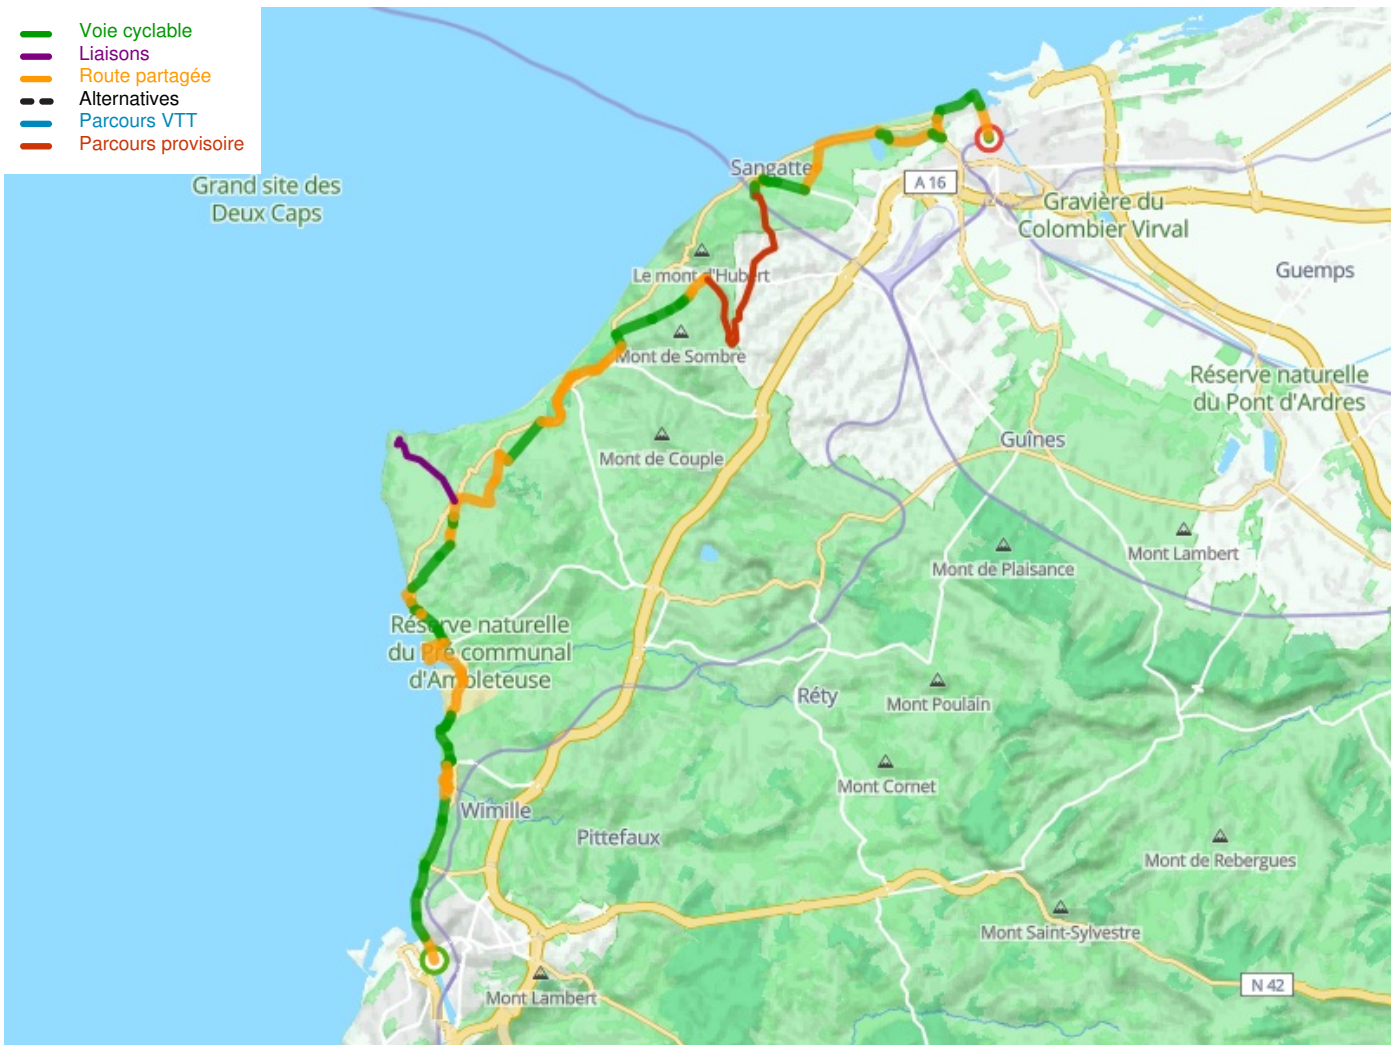 Voie cyclable
Liaisons
Route partagée
Alternatives
Parcours VTT
Parcours provisoire
Grand site des
Deux Caps
Sangatte
A 16
Gravière du
Colombier Virval
Guemps
Le mont d'Hubert
Mont de Sombre
Réserve naturelle
du Pont d'Ardres
Guînes
Mont de Couple
Mont Lambert
Mont de Plaisance
Réserve naturelle
du Pré communal
d'Ambleteuse
Réty
Mont Poulain
Mont Cornet
Wimille
Pittefaux
Mont de Rebergues
Mont Saint-Sylvestre
N 42
Mont Lambert